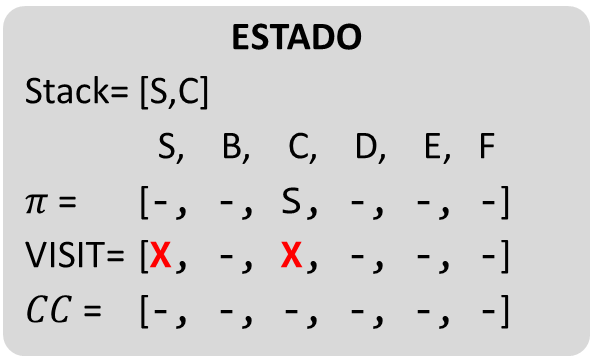 ESTADO
Stack= [S,C]
S, B, C, D, E, F
π = [-, -, S, -, -, -]
VISIT= [X, -, X, -, -, -]
CC = [-, -, -, -, -, -]